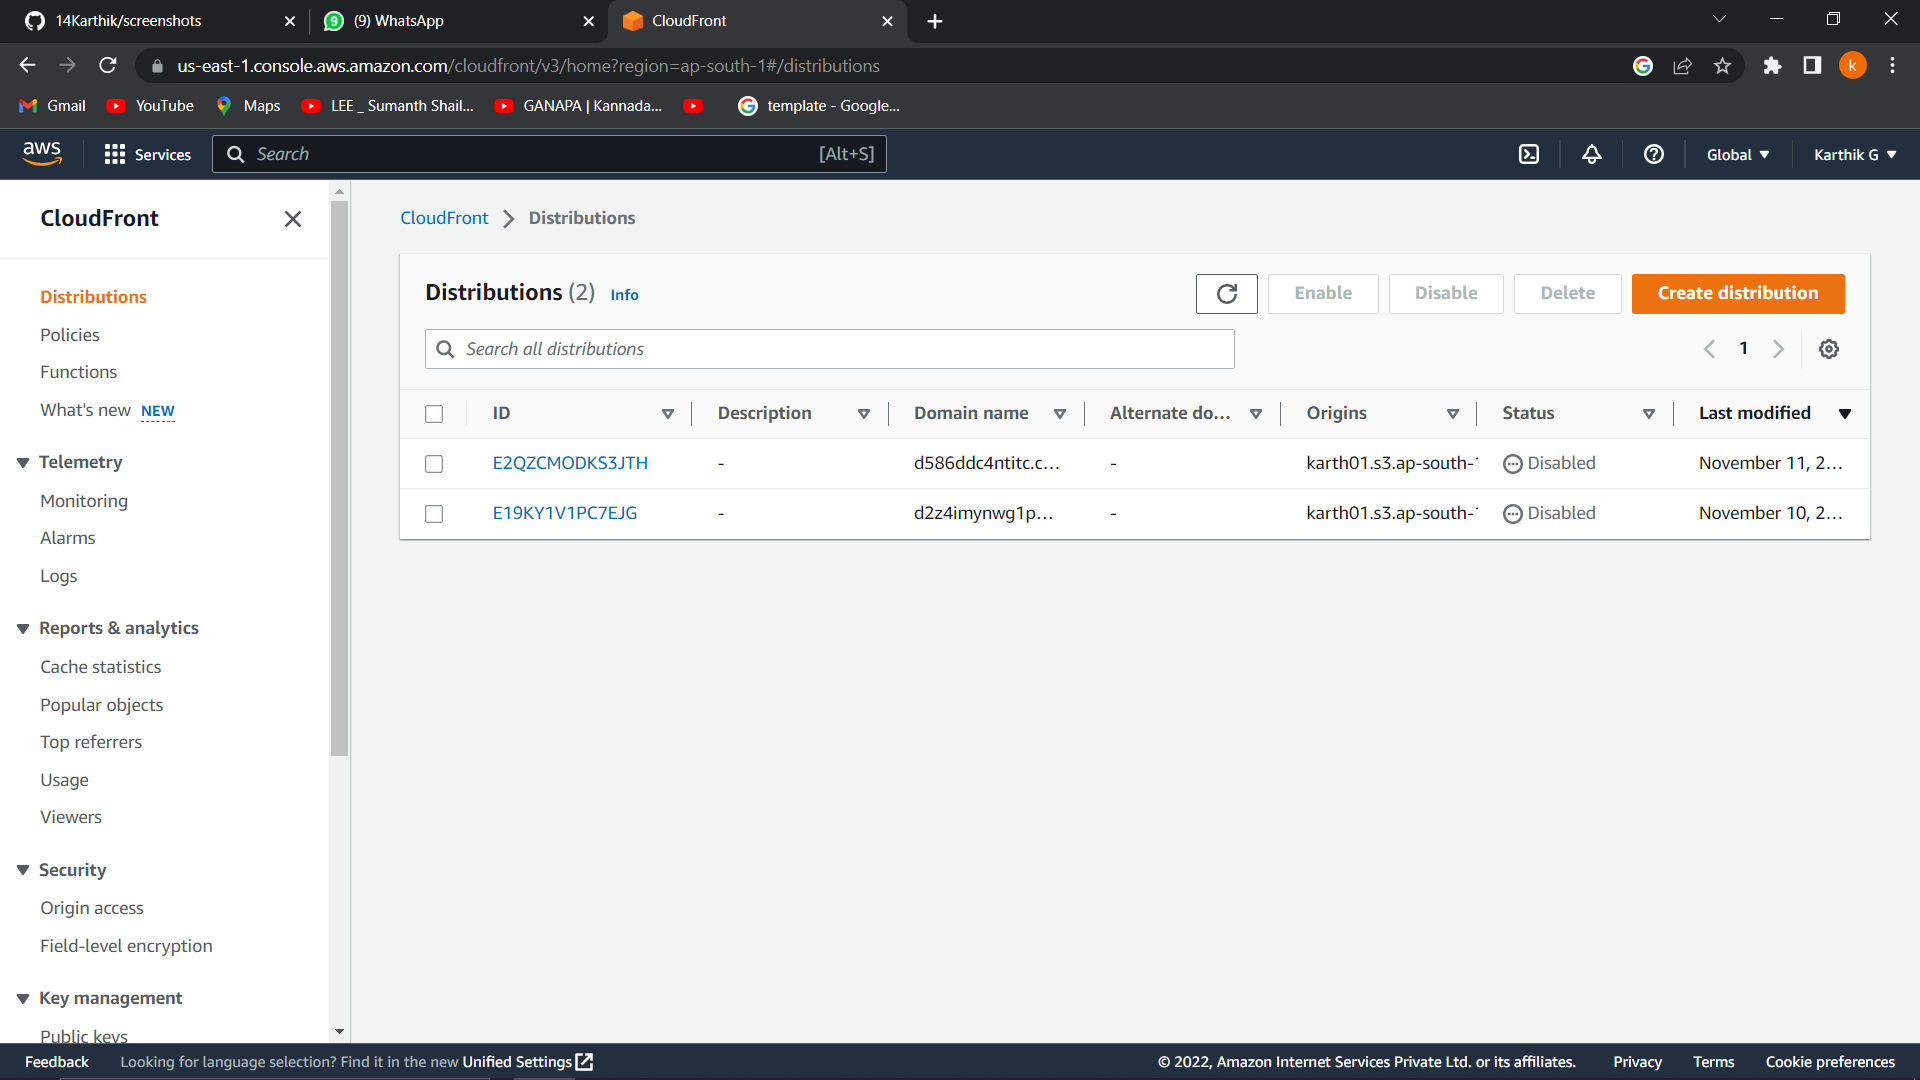 14Karthik/screenshots
(9) WhatsApp
CloudFront
us-east-1.console.aws.amazon.com/cloudfront/v3/home?region=ap-south-1#/distributions
k
Gmail
YouTube
Maps
LEE _ Sumanth Shail...
GANAPA | Kannada...
template - Google...
aws
Services
Search
[Alt+S]
Global
Karthik G
CloudFront
Distributions
Policies
Functions
What's new NEW
Telemetry
Monitoring
Alarms
Logs
Reports & analytics
Cache statistics
Popular objects
Top referrers
Usage
Viewers
Security
Origin access
Field-level encryption
Key management
Public keys
CloudFront > Distributions
Distributions (2) Info
Enable
Disable
Delete
Create distribution
Search all distributions
1
ID Description Domain name Alternate do... Origins Status Last modified
E2QZCMODKS3JTH - d586ddc4ntitc.c... - karth01.s3.ap-south- Disabled November 11, 2...
E19KY1V1PC7EJG - d2z4imynwg1p... - karth01.s3.ap-south- Disabled November 10, 2...
Feedback
Looking for language selection? Find it in the new Unified Settings
© 2022, Amazon Internet Services Private Ltd. or its affiliates.
Privacy
Terms
Cookie preferences